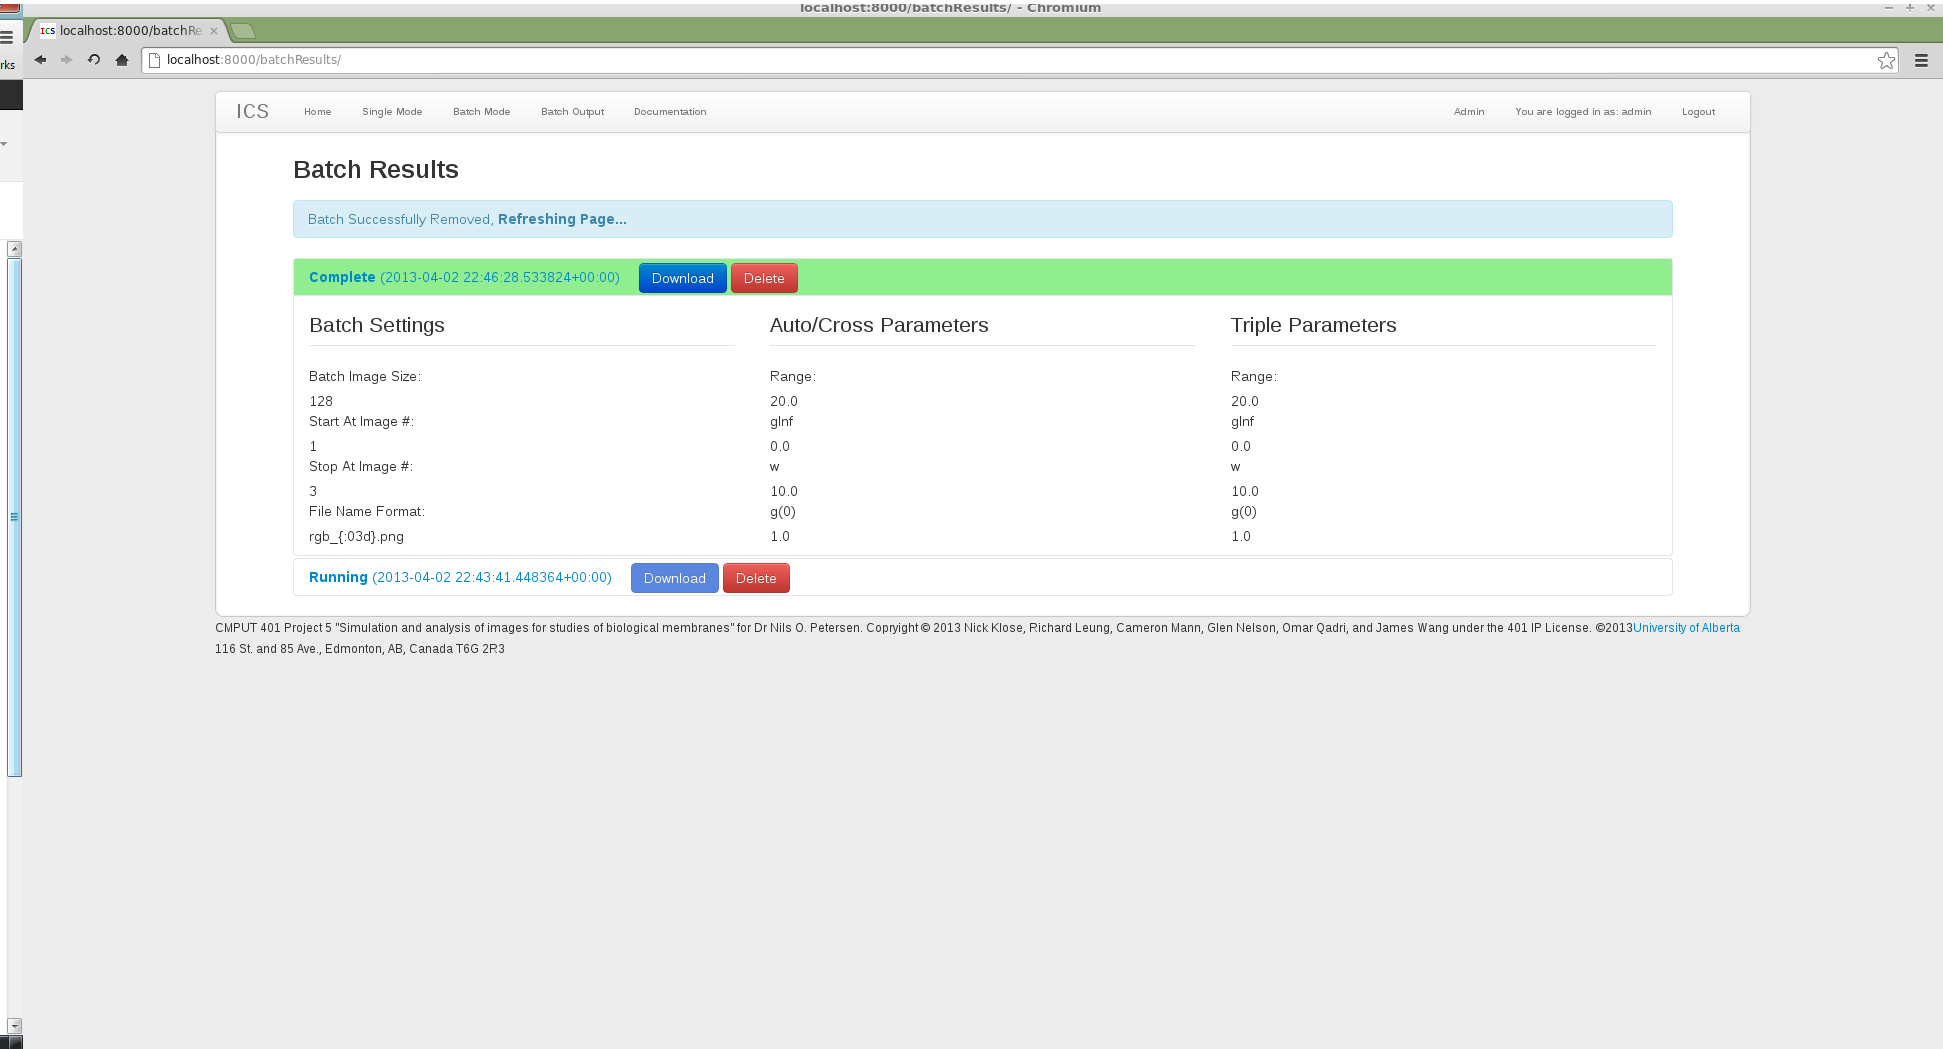 localhost:8000/batchResults/ - Chromium
ICS localhost:8000/batchRe
rks
localhost:8000/batchResults/
ICS Home Single Mode Batch Mode Batch Output Documentation Admin You are logged in as: admin Logout
Batch Results
Batch Successfully Removed, Refreshing Page...
Complete (2013-04-02 22:46:28.533824+00:00) Download Delete
Batch Settings Auto/Cross Parameters Triple Parameters
Batch Image Size: Range: Range:
128 20.0 20.0
Start At Image #: gInf gInf
1 0.0 0.0
Stop At Image #: w w
3 10.0 10.0
File Name Format: g(0) g(0)
rgb_{:03d}.png 1.0 1.0
Running (2013-04-02 22:43:41.448364+00:00) Download Delete
CMPUT 401 Project 5 "Simulation and analysis of images for studies of biological membranes" for Dr Nils O. Petersen. Copyright © 2013 Nick Klose, Richard Leung, Cameron Mann, Glen Nelson, Omar Qadri, and James Wang under the 401 IP License. ©2013University of Alberta
116 St. and 85 Ave., Edmonton, AB, Canada T6G 2R3